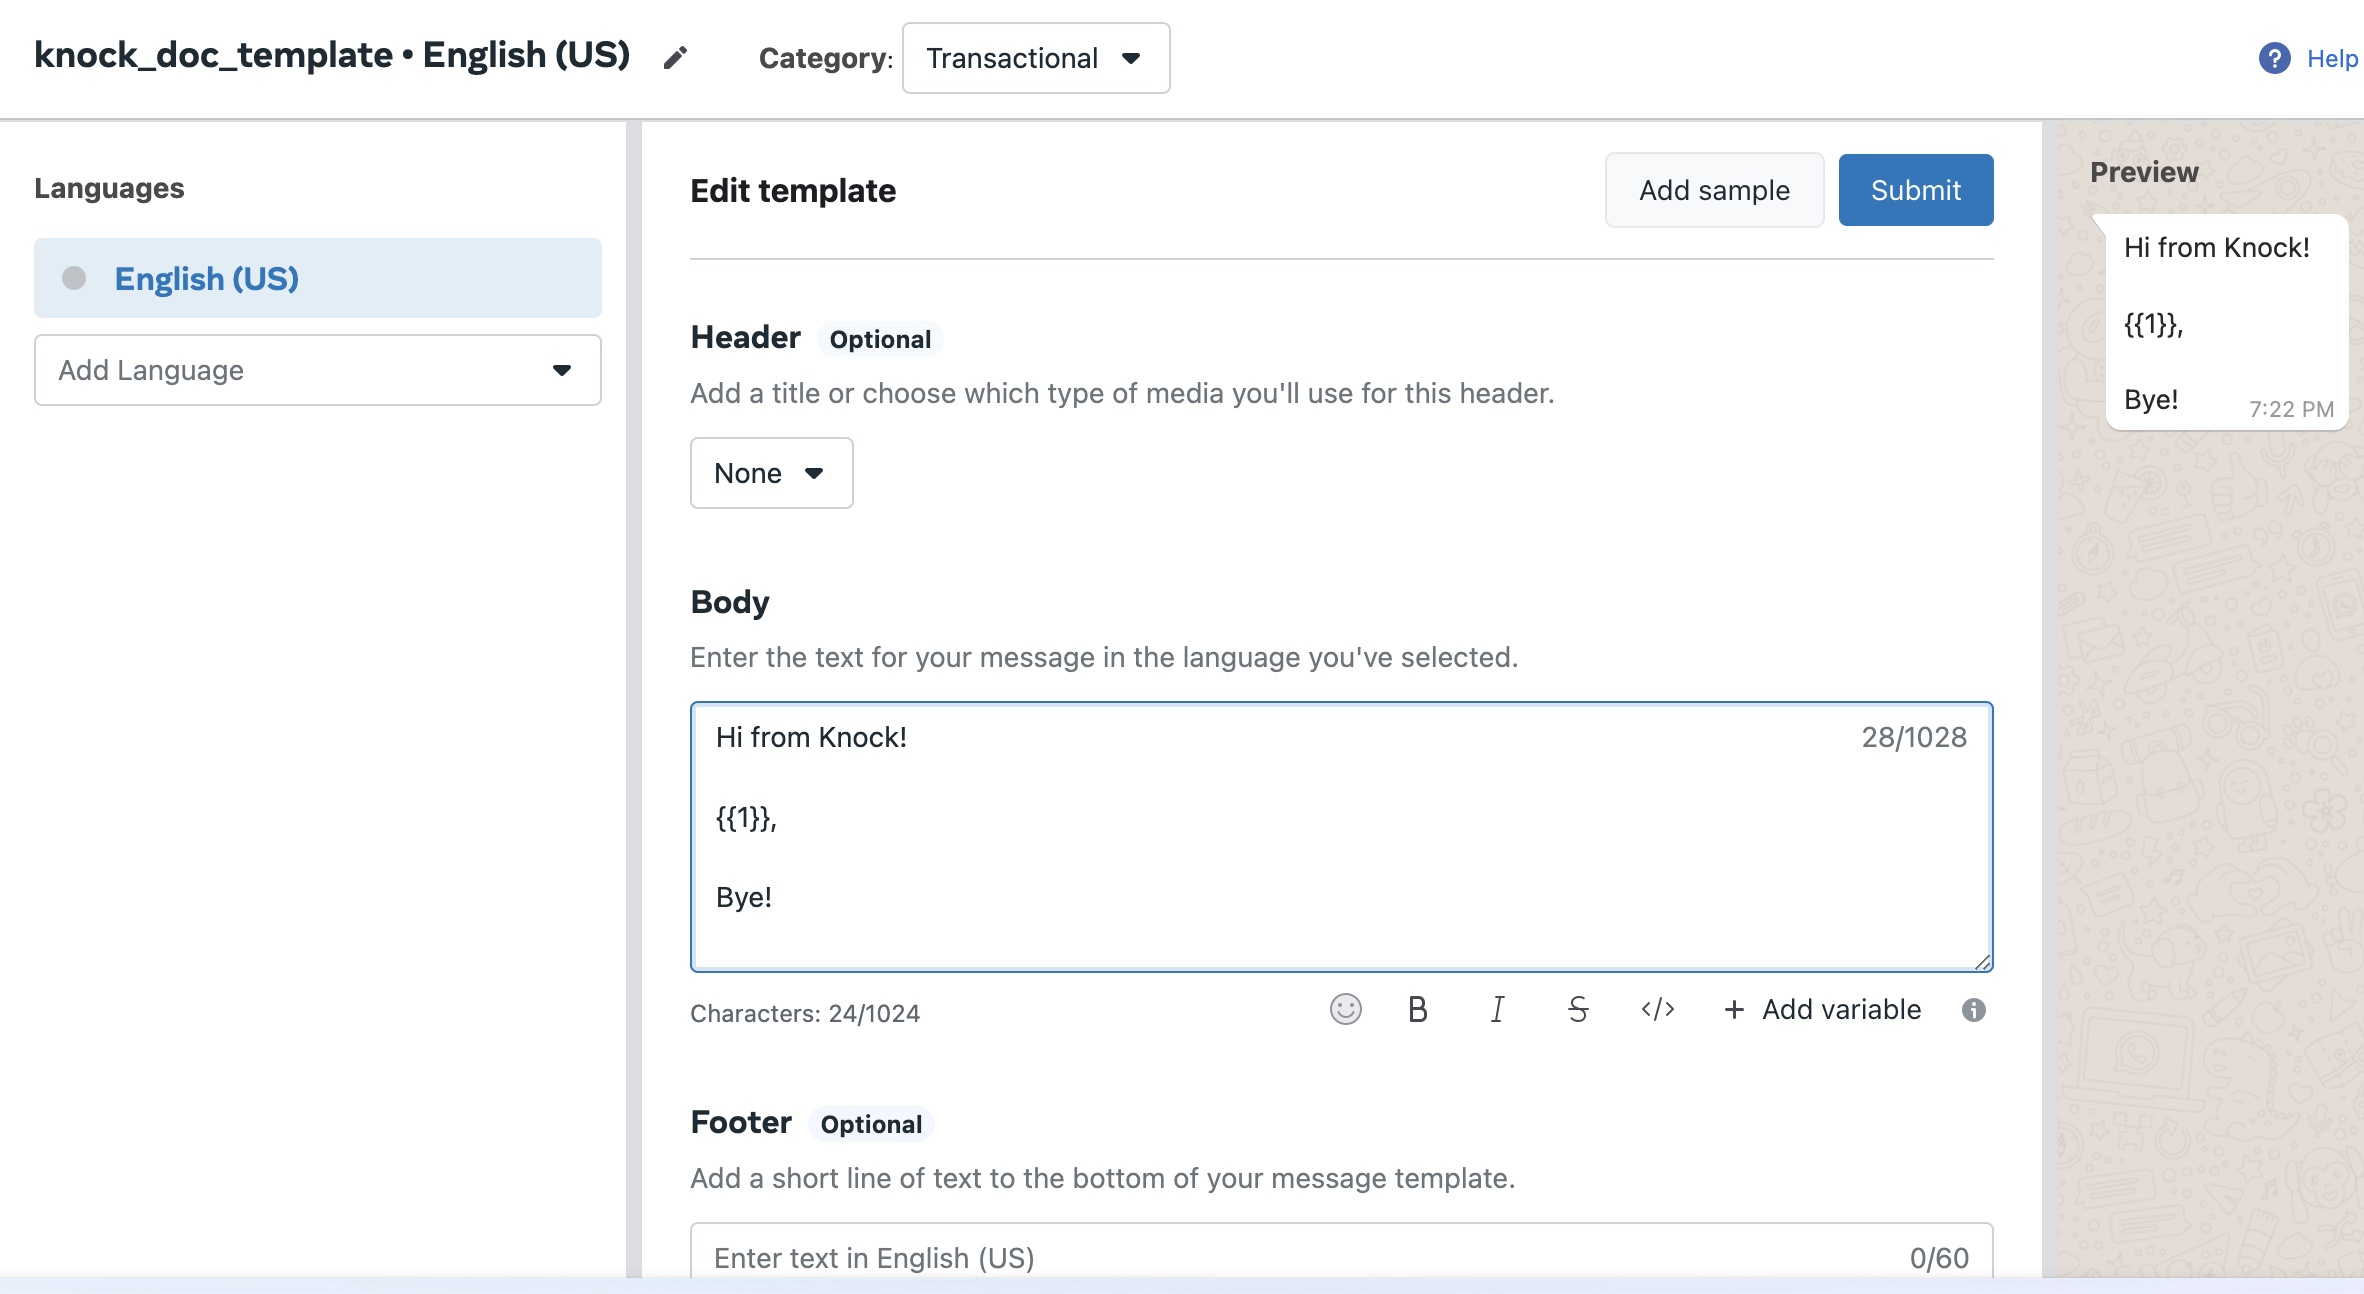 knock_doc_template • English (US)
Category: Transactional
? Help
Languages
English (US)
Add Language
Edit template
Add sample
Submit
Header Optional
Add a title or choose which type of media you'll use for this header.
None
Body
Enter the text for your message in the language you've selected.
Hi from Knock!
28/1028
{{1}},
Bye!
Characters: 24/1024
B I S </> + Add variable i
Footer Optional
Add a short line of text to the bottom of your message template.
Enter text in English (US)
0/60
Preview
Hi from Knock!
{{1}},
Bye!
7:22 PM